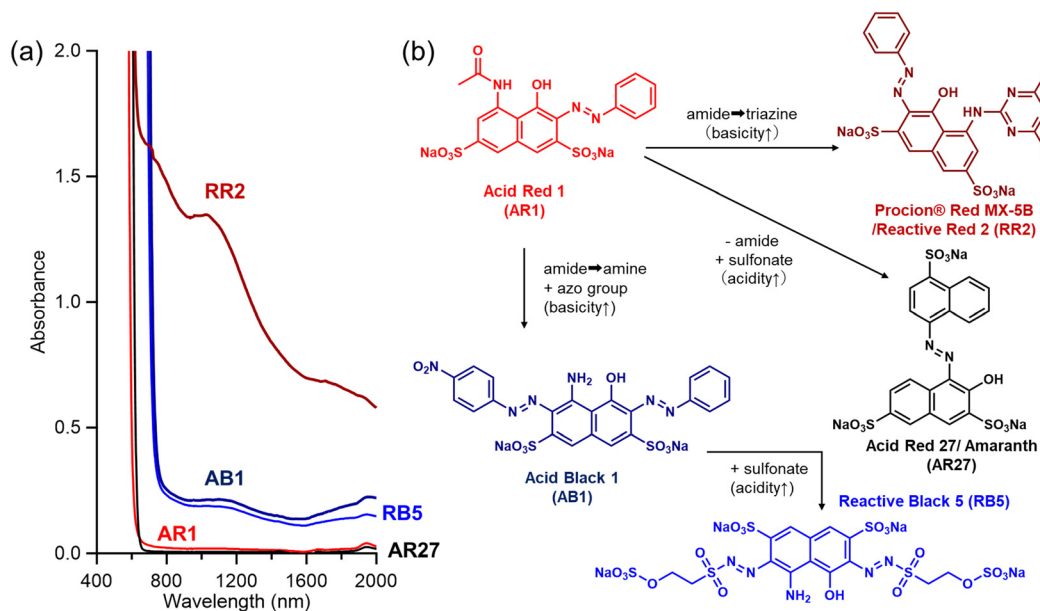 (a)
2.0
1.5
1.0
0.5
0.0
Absorbance
400
800
1200
1600
2000
Wavelength (nm)
RR2
AB1
RB5
AR1
AR27
(b)
O
NH
OH
N
N
NaO₃S
SO₃Na
Acid Red 1
(AR1)
amide➡triazine
(basicity↑)
N
N
OH
NaO₃S
NH
N
N
N
SO₃Na
Procion® Red MX-5B
/Reactive Red 2 (RR2)
- amide
+ sulfonate
(acidity↑)
amide➡amine
+ azo group
(basicity↑)
SO₃Na
N
N
OH
NaO₃S
SO₃Na
Acid Red 27/ Amaranth
(AR27)
O₂N
N
N
NH₂
OH
N
N
NaO₃S
SO₃Na
Acid Black 1
(AB1)
+ sulfonate
(acidity↑)
Reactive Black 5 (RB5)
NaO₃S
SO₃Na
NaO₃S
O
O
S
O
N
N
NH₂
OH
N
N
O
S
O
O
SO₃Na